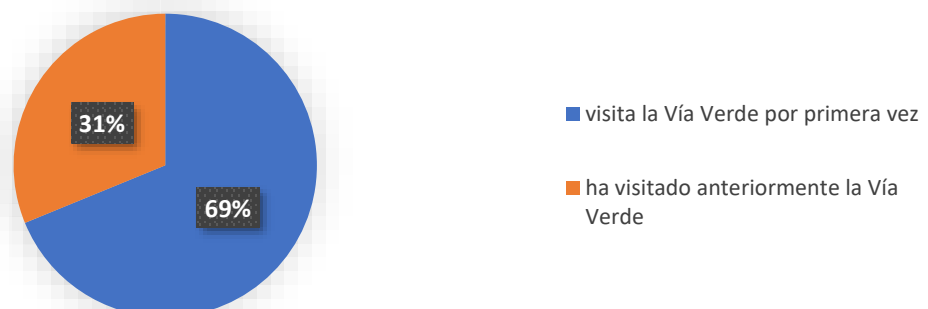 31%
69%
visita la Vía Verde por primera vez
ha visitado anteriormente la Vía
Verde